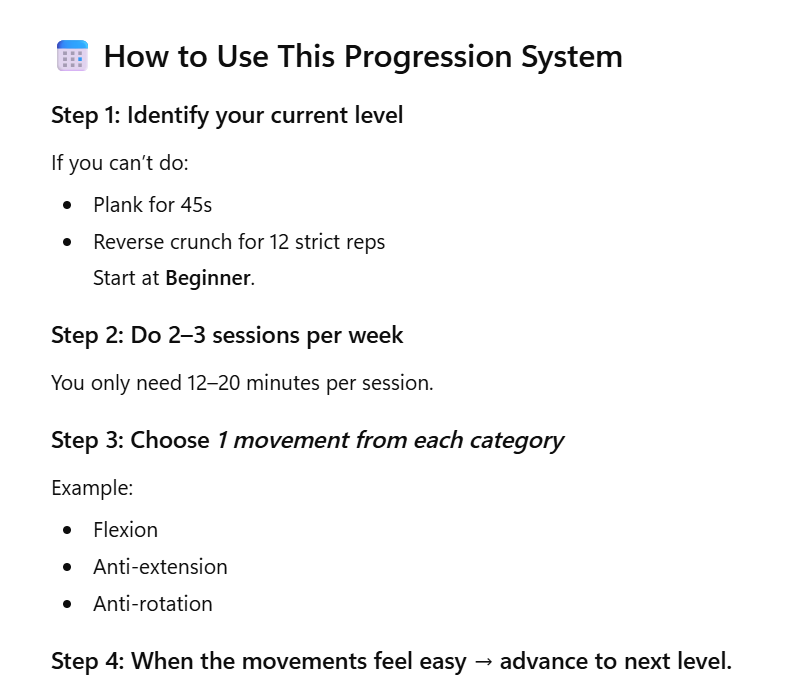 How to Use This Progression System
Step 1: Identify your current level
If you can’t do:
• Plank for 45s
• Reverse crunch for 12 strict reps
Start at Beginner.
Step 2: Do 2–3 sessions per week
You only need 12–20 minutes per session.
Step 3: Choose 1 movement from each category
Example:
• Flexion
• Anti-extension
• Anti-rotation
Step 4: When the movements feel easy → advance to next level.